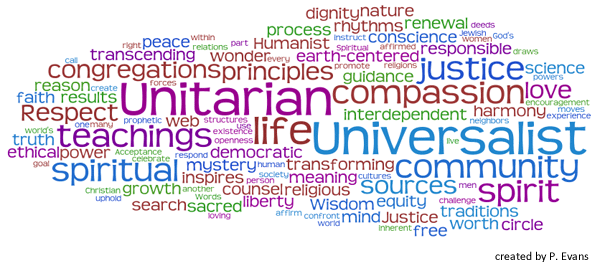 dignity nature
process rhythms renewal deeds
peace within Humanist conscience instruct Jewish God's
right relations part every Spiritual affirmed women draws
transcending wonder earth-centered responsible
call congregations principles promote religions justice science powers
reason create forces guidance
faith results Unitarian compassion love encouragement
Respect web life interdependent harmony moves experience
one many prophetic structures use existence neighbors
truth world's teachings openness Universalist live
ethical power Acceptance celebrate respond democratic
goal spiritual mystery human transforming community
inspires society meaning cultures
Christian growth another person religious sources men spirit
uphold Words counsel equity challenge
search sacred liberty Wisdom traditions
loving affirm confront mind Justice worth circle
world inherent free
created by P. Evans